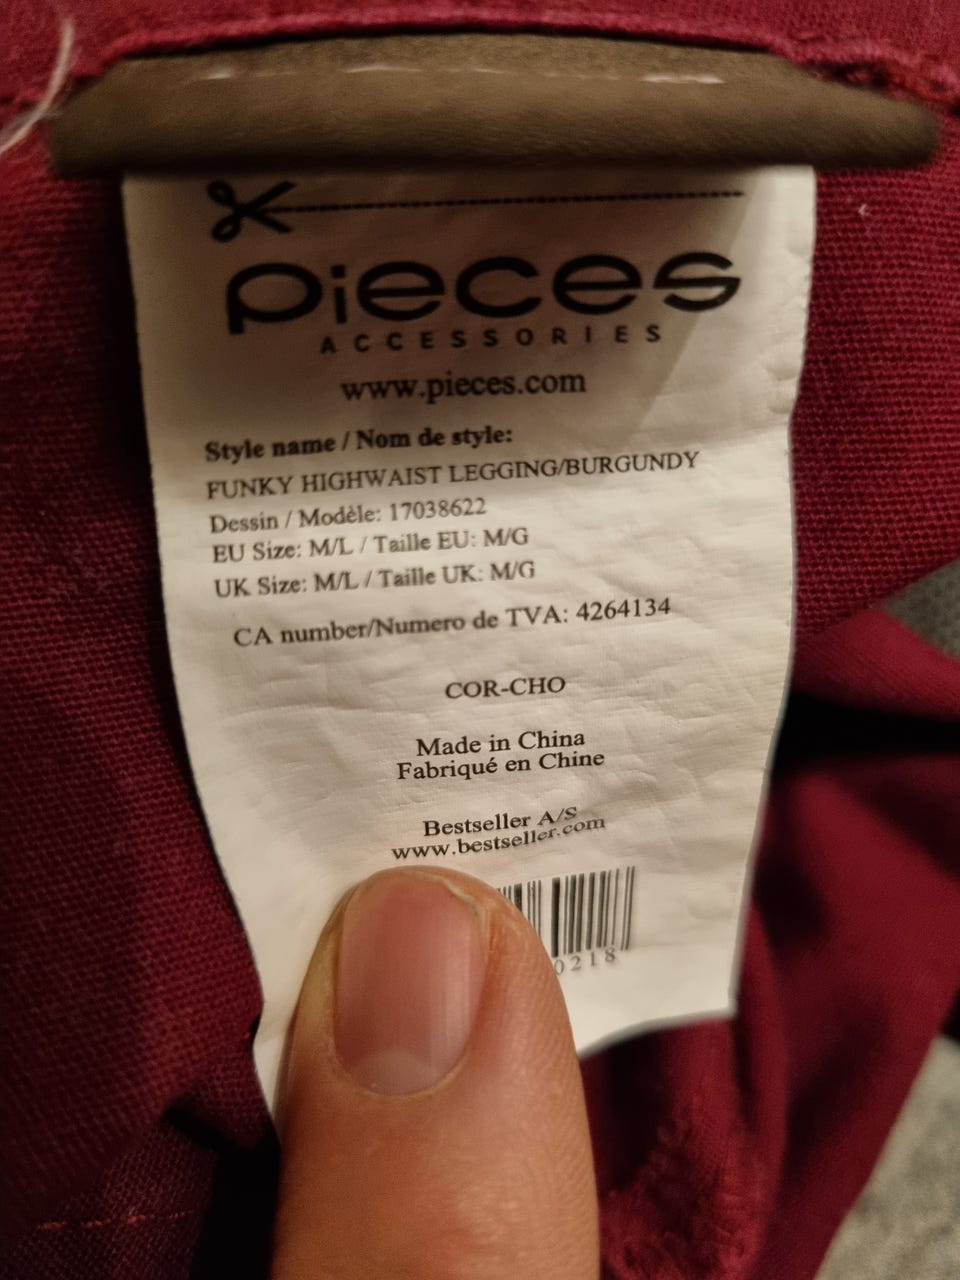 pieces
ACCESSORIES
www.pieces.com
Style name / Nom de style:
FUNKY HIGHWAIST LEGGING/BURGUNDY
Dessin / Modèle: 17038622
EU Size: M/L / Taille EU: M/G
UK Size: M/L / Taille UK: M/G
CA number/Numero de TVA: 4264134
COR-CHO
Made in China
Fabriqué en Chine
Bestseller A/S
www.bestseller.com
0218